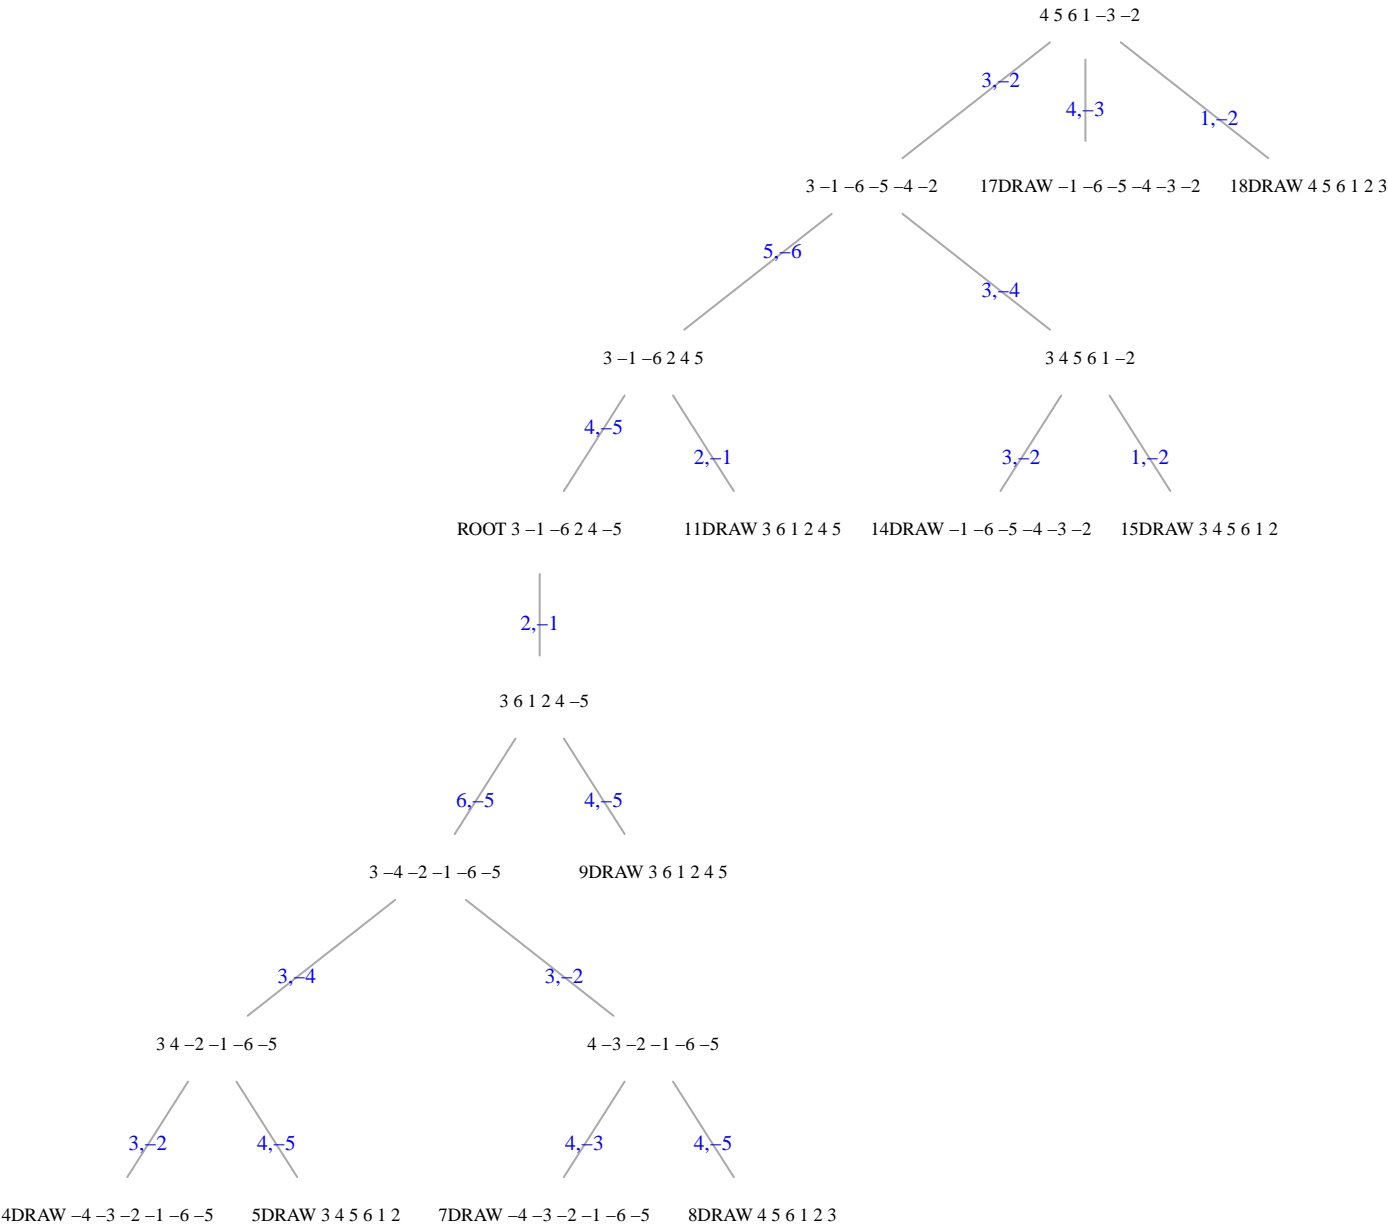 4 5 6 1 –3 –2
3,–2
4,–3
1,–2
3 –1 –6 –5 –4 –2
17DRAW –1 –6 –5 –4 –3 –2
18DRAW 4 5 6 1 2 3
5,–6
3,–4
3 –1 –6 2 4 5
3 4 5 6 1 –2
4,–5
2,–1
3,–2
1,–2
ROOT 3 –1 –6 2 4 –5
11DRAW 3 6 1 2 4 5
14DRAW –1 –6 –5 –4 –3 –2
15DRAW 3 4 5 6 1 2
2,–1
3 6 1 2 4 –5
6,–5
4,–5
3 –4 –2 –1 –6 –5
9DRAW 3 6 1 2 4 5
3,–4
3,–2
3 4 –2 –1 –6 –5
4 –3 –2 –1 –6 –5
3,–2
4,–5
4,–3
4,–5
4DRAW –4 –3 –2 –1 –6 –5
5DRAW 3 4 5 6 1 2
7DRAW –4 –3 –2 –1 –6 –5
8DRAW 4 5 6 1 2 3